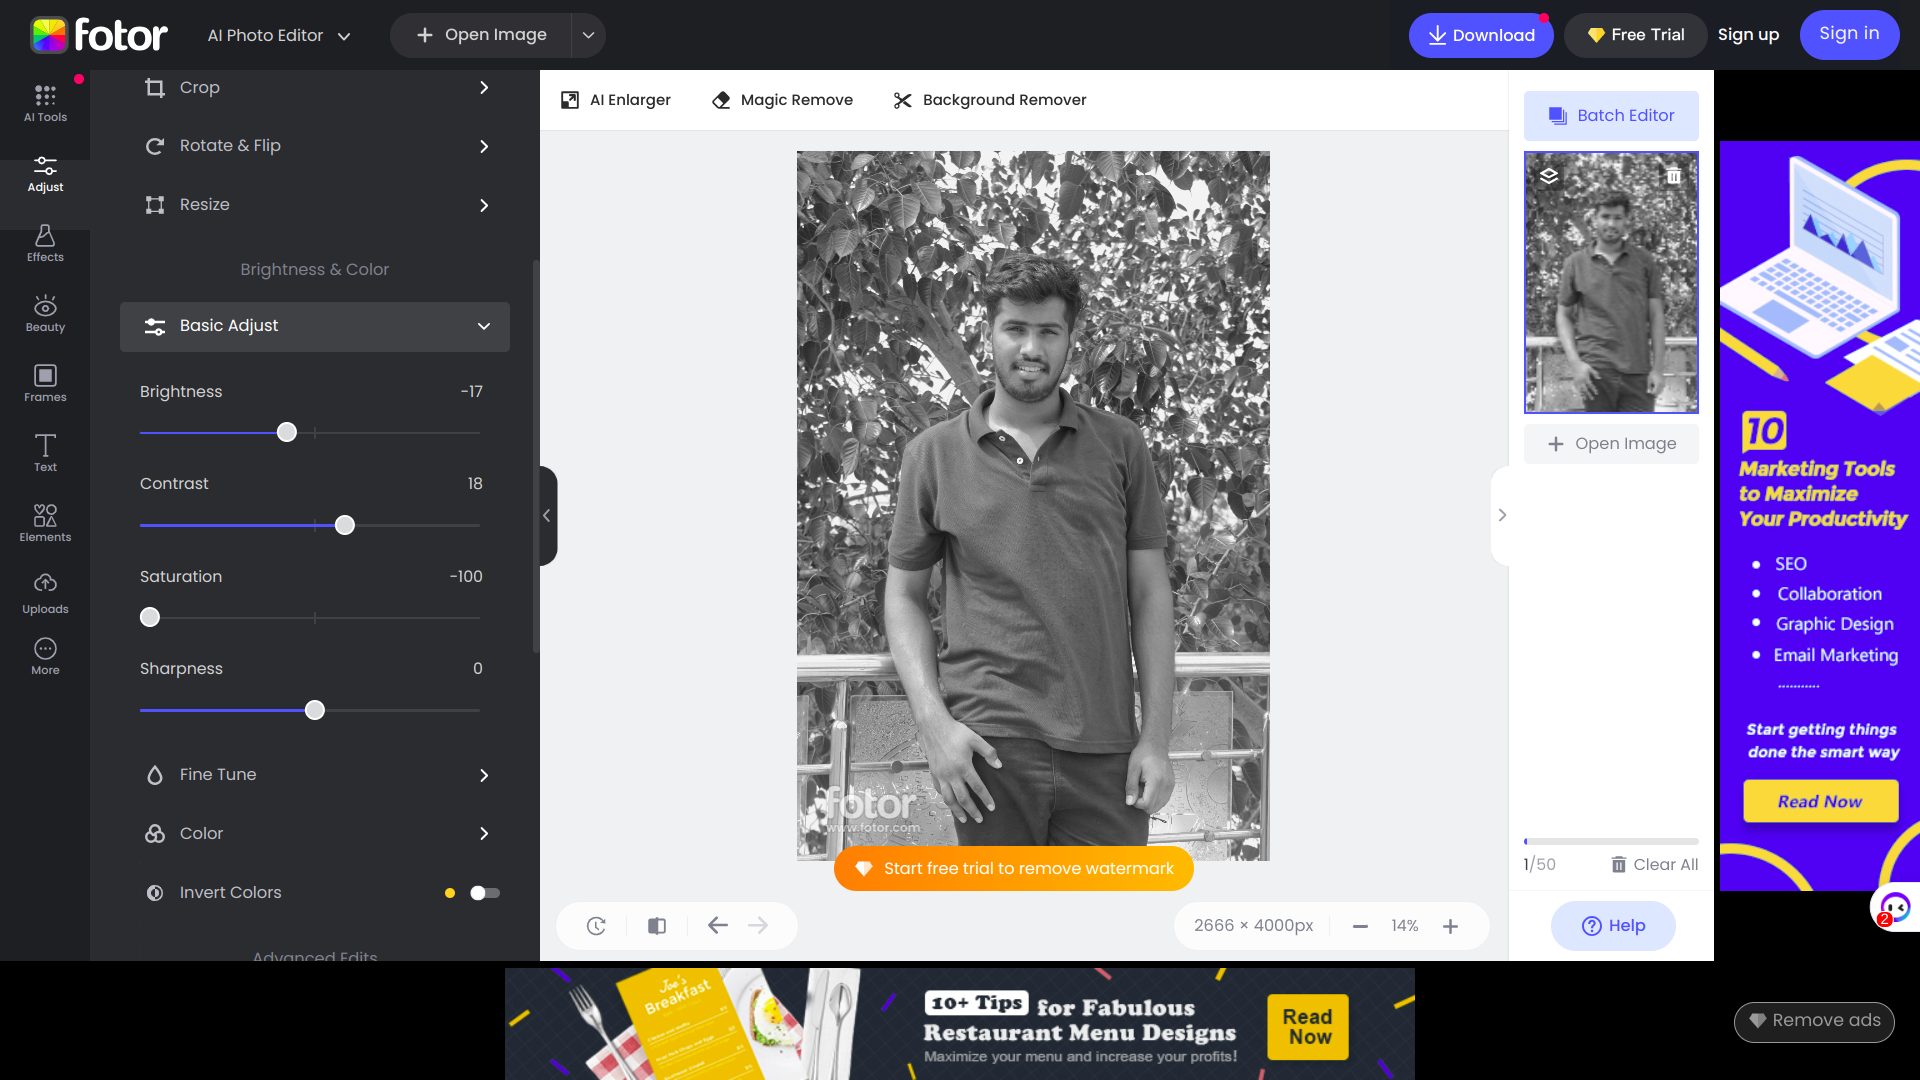 fotor
AI Photo Editor
Open Image
Download
Free Trial
Sign up
Sign in
AI Tools
Adjust
Effects
Beauty
Frames
Text
Elements
Uploads
More
Crop
Rotate & Flip
Resize
Brightness & Color
Basic Adjust
Brightness -17
Contrast 18
Saturation -100
Sharpness 0
Fine Tune
Color
Invert Colors
Advanced Edits
AI Enlarger
Magic Remove
Background Remover
fotor
www.fotor.com
Start free trial to remove watermark
2666 × 4000px
14%
Batch Editor
Open Image
1/50
Clear All
Help
10
Marketing Tools
to Maximize
Your Productivity
SEO
Collaboration
Graphic Design
Email Marketing
...........
Start getting things
done the smart way
Read Now
2
Joe's
Breakfast
10+ Tips for Fabulous
Restaurant Menu Designs
Maximize your menu and increase your profits!
Read
Now
Remove ads